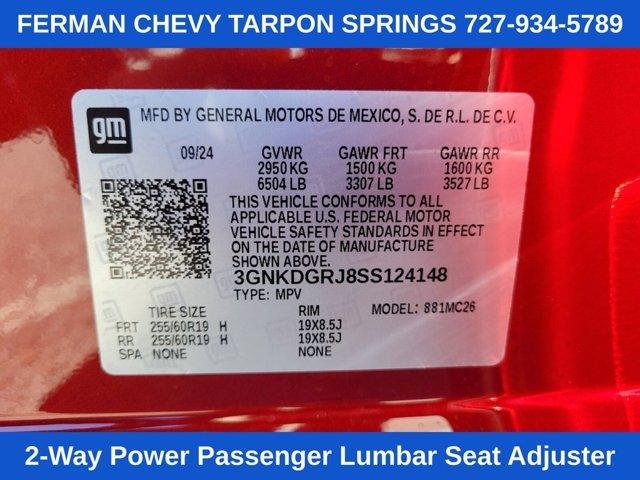 FERMAN CHEVY TARPON SPRINGS 727-934-5789
gm
MFD BY GENERAL MOTORS DE MEXICO, S. DE R.L. DE C.V.
09/24 GVWR GAWR FRT GAWR RR
2950 KG 1500 KG 1600 KG
6504 LB 3307 LB 3527 LB
THIS VEHICLE CONFORMS TO ALL
APPLICABLE U.S. FEDERAL MOTOR
VEHICLE SAFETY STANDARDS IN EFFECT
ON THE DATE OF MANUFACTURE
SHOWN ABOVE.
3GNKDGRJ8SS124148
TYPE: MPV MODEL: 881MC26
TIRE SIZE RIM
FRT 255/60R19 H 19X8.5J
RR 255/60R19 H 19X8.5J
SPA NONE NONE
2-Way Power Passenger Lumbar Seat Adjuster